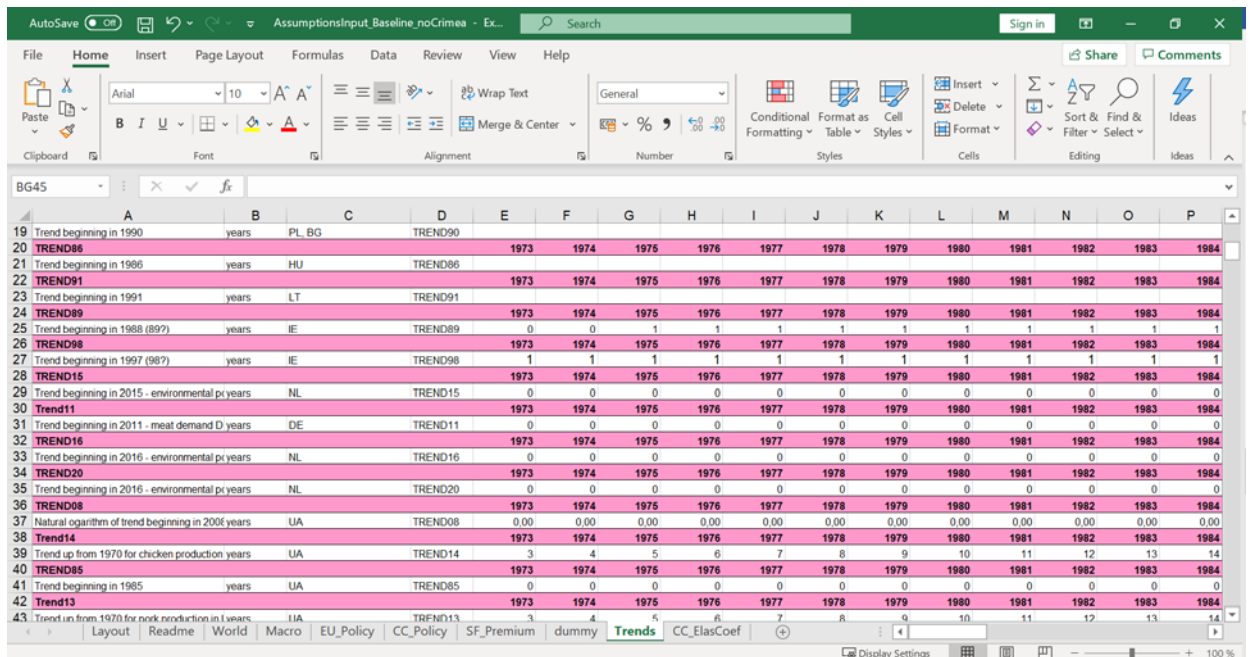 AutoSave Off AssumptionsInput_Baseline_noCrimea - Ex... Search Sign in
File Home Insert Page Layout Formulas Data Review View Help Share Comments
Arial 10 A^ A˅ Wrap Text General Insert Σ
Paste B I U A Merge & Center % 9 Conditional Formatting Format as Table Cell Styles Delete Format Sort & Filter Find & Select Ideas
Clipboard Font Alignment Number Styles Cells Editing Ideas
BG45 fx
A B C D E F G H I J K L M N O P
19 Trend beginning in 1990 years PL, BG TREND90
20 TREND86 1973 1974 1975 1976 1977 1978 1979 1980 1981 1982 1983 1984
21 Trend beginning in 1986 years HU TREND86
22 TREND91 1973 1974 1975 1976 1977 1978 1979 1980 1981 1982 1983 1984
23 Trend beginning in 1991 years LT TREND91
24 TREND89 1973 1974 1975 1976 1977 1978 1979 1980 1981 1982 1983 1984
25 Trend beginning in 1988 (89?) years IE TREND89 0 0 1 1 1 1 1 1 1 1 1 1
26 TREND98 1973 1974 1975 1976 1977 1978 1979 1980 1981 1982 1983 1984
27 Trend beginning in 1997 (98?) years IE TREND98 1 1 1 1 1 1 1 1 1 1 1 1
28 TREND15 1973 1974 1975 1976 1977 1978 1979 1980 1981 1982 1983 1984
29 Trend beginning in 2015 - environmental po years NL TREND15 0 0 0 0 0 0 0 0 0 0 0 0
30 Trend11 1973 1974 1975 1976 1977 1978 1979 1980 1981 1982 1983 1984
31 Trend beginning in 2011 - meat demand D years DE TREND11 0 0 0 0 0 0 0 0 0 0 0 0
32 TREND16 1973 1974 1975 1976 1977 1978 1979 1980 1981 1982 1983 1984
33 Trend beginning in 2016 - environmental po years NL TREND16 0 0 0 0 0 0 0 0 0 0 0 0
34 TREND20 1973 1974 1975 1976 1977 1978 1979 1980 1981 1982 1983 1984
35 Trend beginning in 2016 - environmental po years NL TREND20 0 0 0 0 0 0 0 0 0 0 0 0
36 TREND08 1973 1974 1975 1976 1977 1978 1979 1980 1981 1982 1983 1984
37 Natural ogarithm of trend beginning in 2008 years UA TREND08 0,00 0,00 0,00 0,00 0,00 0,00 0,00 0,00 0,00 0,00 0,00 0,00
38 Trend14 1973 1974 1975 1976 1977 1978 1979 1980 1981 1982 1983 1984
39 Trend up from 1970 for chicken production years UA TREND14 3 4 5 6 7 8 9 10 11 12 13 14
40 TREND85 1973 1974 1975 1976 1977 1978 1979 1980 1981 1982 1983 1984
41 Trend beginning in 1985 years UA TREND85 0 0 0 0 0 0 0 0 0 0 0 0
42 Trend13 1973 1974 1975 1976 1977 1978 1979 1980 1981 1982 1983 1984
43 Trend up from 1970 for pork production in years UA TREND13 3 4 5 6 7 8 9 10 11 12 13 14
Layout Readme World Macro EU_Policy CC_Policy SF_Premium dummy Trends CC_ElasCoef
Display Settings 100 %